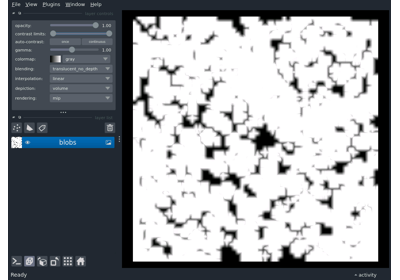 File View Plugins Window Help
opacity: 1.00
contrast limits:
auto-contrast: once continuous
gamma: 1.00
colormap: gray
blending: translucent_no_depth
interpolation: linear
depiction: volume
rendering: mip
blobs
Ready
activity